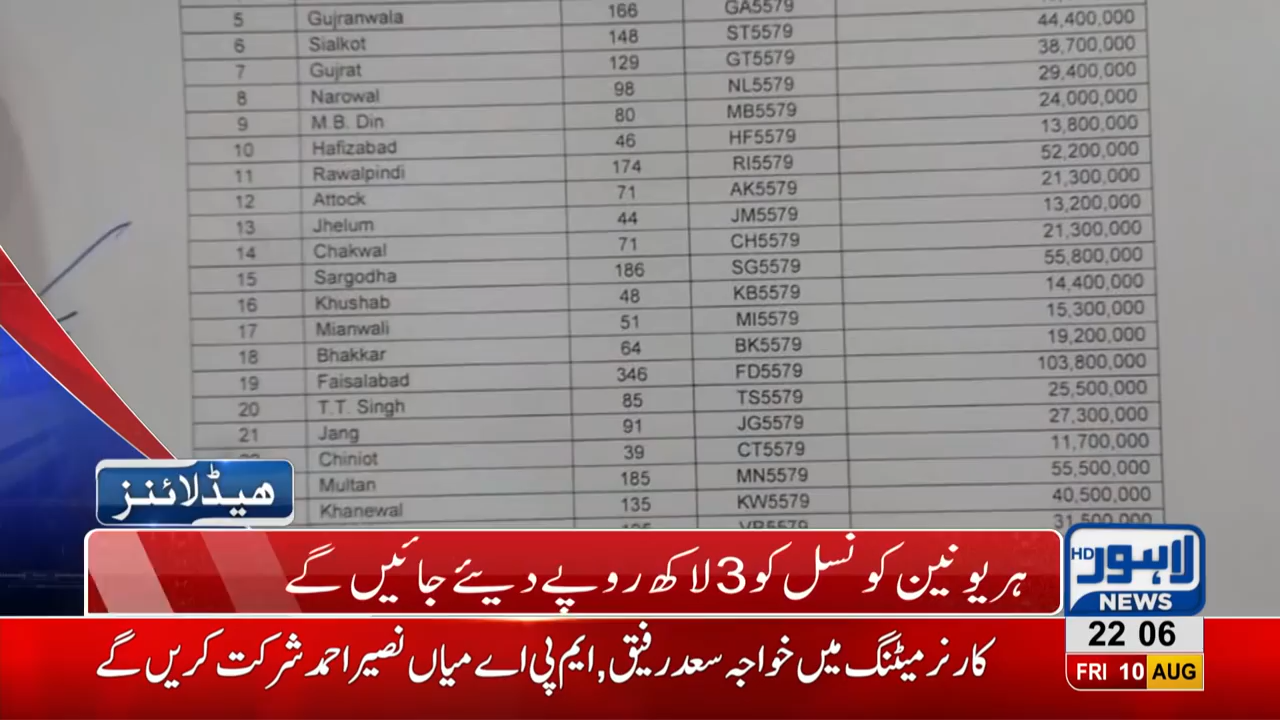 5 Gujranwala 166 GA5579
6 Sialkot 148 ST5579 44,400,000
7 Gujrat 129 GT5579 38,700,000
8 Narowal 98 NL5579 29,400,000
9 M.B. Din 80 MB5579 24,000,000
10 Hafizabad 46 HF5579 13,800,000
11 Rawalpindi 174 RI5579 52,200,000
12 Attock 71 AK5579 21,300,000
13 Jhelum 44 JM5579 13,200,000
14 Chakwal 71 CH5579 21,300,000
15 Sargodha 186 SG5579 55,800,000
16 Khushab 48 KB5579 14,400,000
17 Mianwali 51 MI5579 15,300,000
18 Bhakkar 64 BK5579 19,200,000
19 Faisalabad 346 FD5579 103,800,000
20 T.T. Singh 85 TS5579 25,500,000
21 Jang 91 JG5579 27,300,000
Chiniot 39 CT5579 11,700,000
Multan 185 MN5579 55,500,000
Khanewal 135 KW5579 40,500,000
31,500,000
ھیڈلائنز
ہر یونین کونسل کو 3 لاکھ روپے دیئے جائیں گے
لاہور HD
NEWS
22 06
کارنر میٹنگ میں خواجہ سعد رفیق, ایم پی اے میاں نصیر احمد شرکت کریں گے
FRI 10 AUG